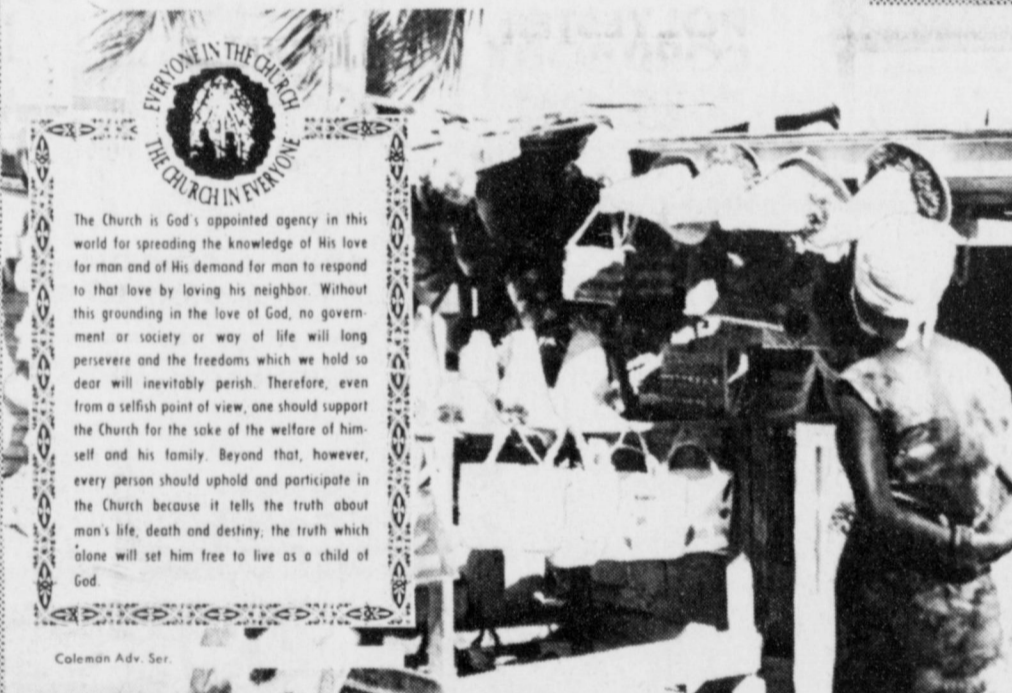 EVERYONE IN THE CHURCH
THE CHURCH IN EVERYONE
The Church is God's appointed agency in this
world for spreading the knowledge of His love
for man and of His demand for man to respond
to that love by loving his neighbor. Without
this grounding in the love of God, no govern-
ment or society or way of life will long
persevere and the freedoms which we hold so
dear will inevitably perish. Therefore, even
from a selfish point of view, one should support
the Church for the sake of the welfare of him-
self and his family. Beyond that, however,
every person should uphold and participate in
the Church because it tells the truth about
man's life, death and destiny; the truth which
alone will set him free to live as a child of
God.
Coleman Adv. Ser.